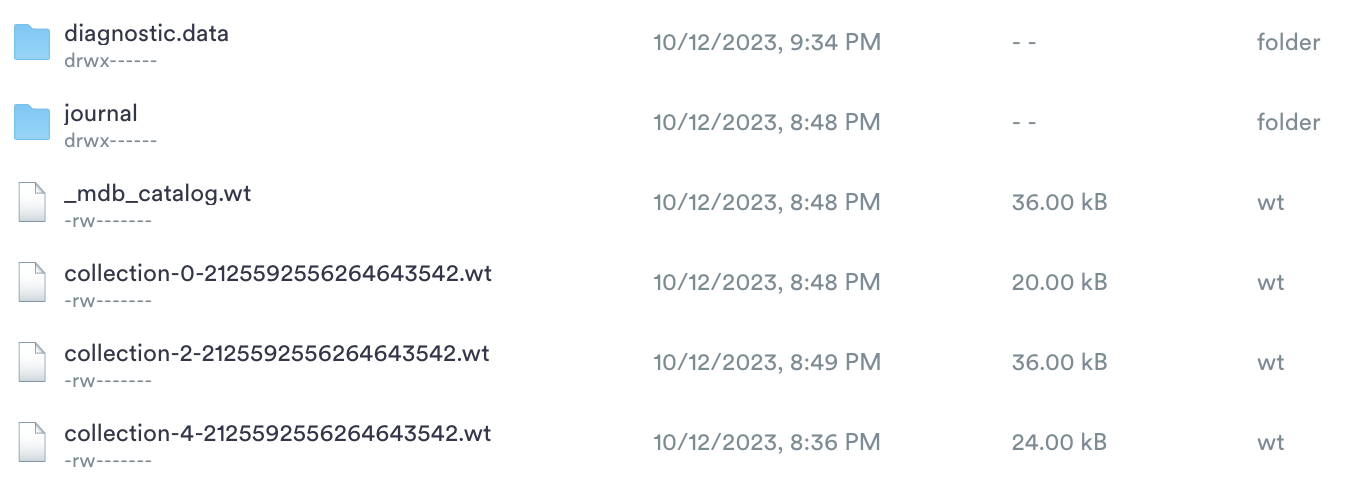 diagnostic.data 10/12/2023, 9:34 PM - - folder
drwx------
journal 10/12/2023, 8:48 PM - - folder
drwx------
_mdb_catalog.wt 10/12/2023, 8:48 PM 36.00 kB wt
-rw-------
collection-0-2125592556264643542.wt 10/12/2023, 8:48 PM 20.00 kB wt
-rw-------
collection-2-2125592556264643542.wt 10/12/2023, 8:49 PM 36.00 kB wt
-rw-------
collection-4-2125592556264643542.wt 10/12/2023, 8:36 PM 24.00 kB wt
-rw-------